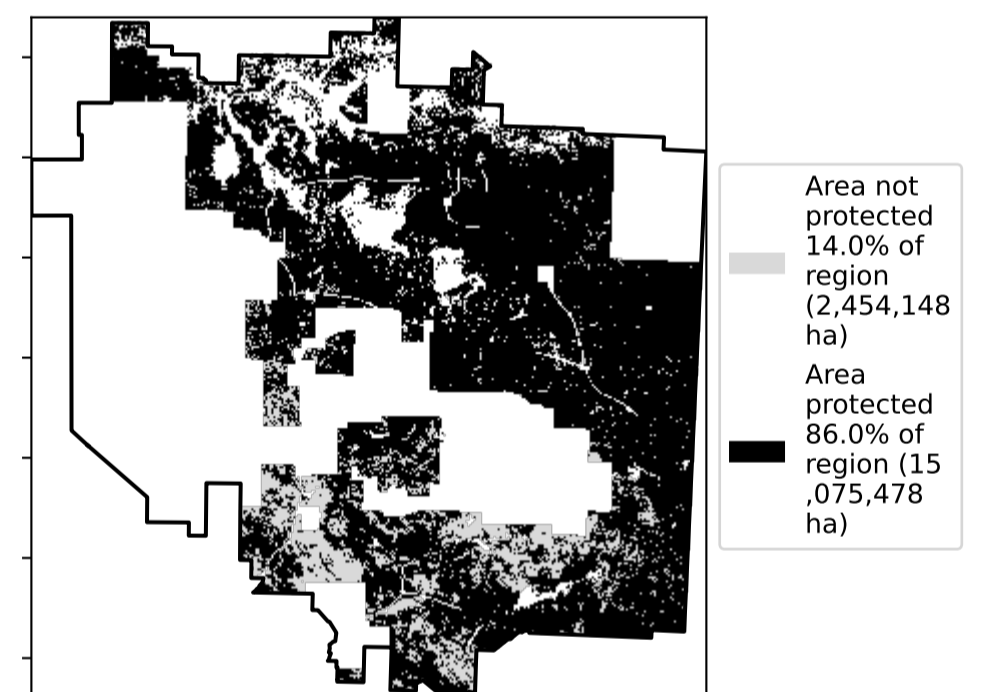 Area not
protected
14.0% of
region
(2,454,148
ha)
Area
protected
86.0% of
region (15
,075,478
ha)